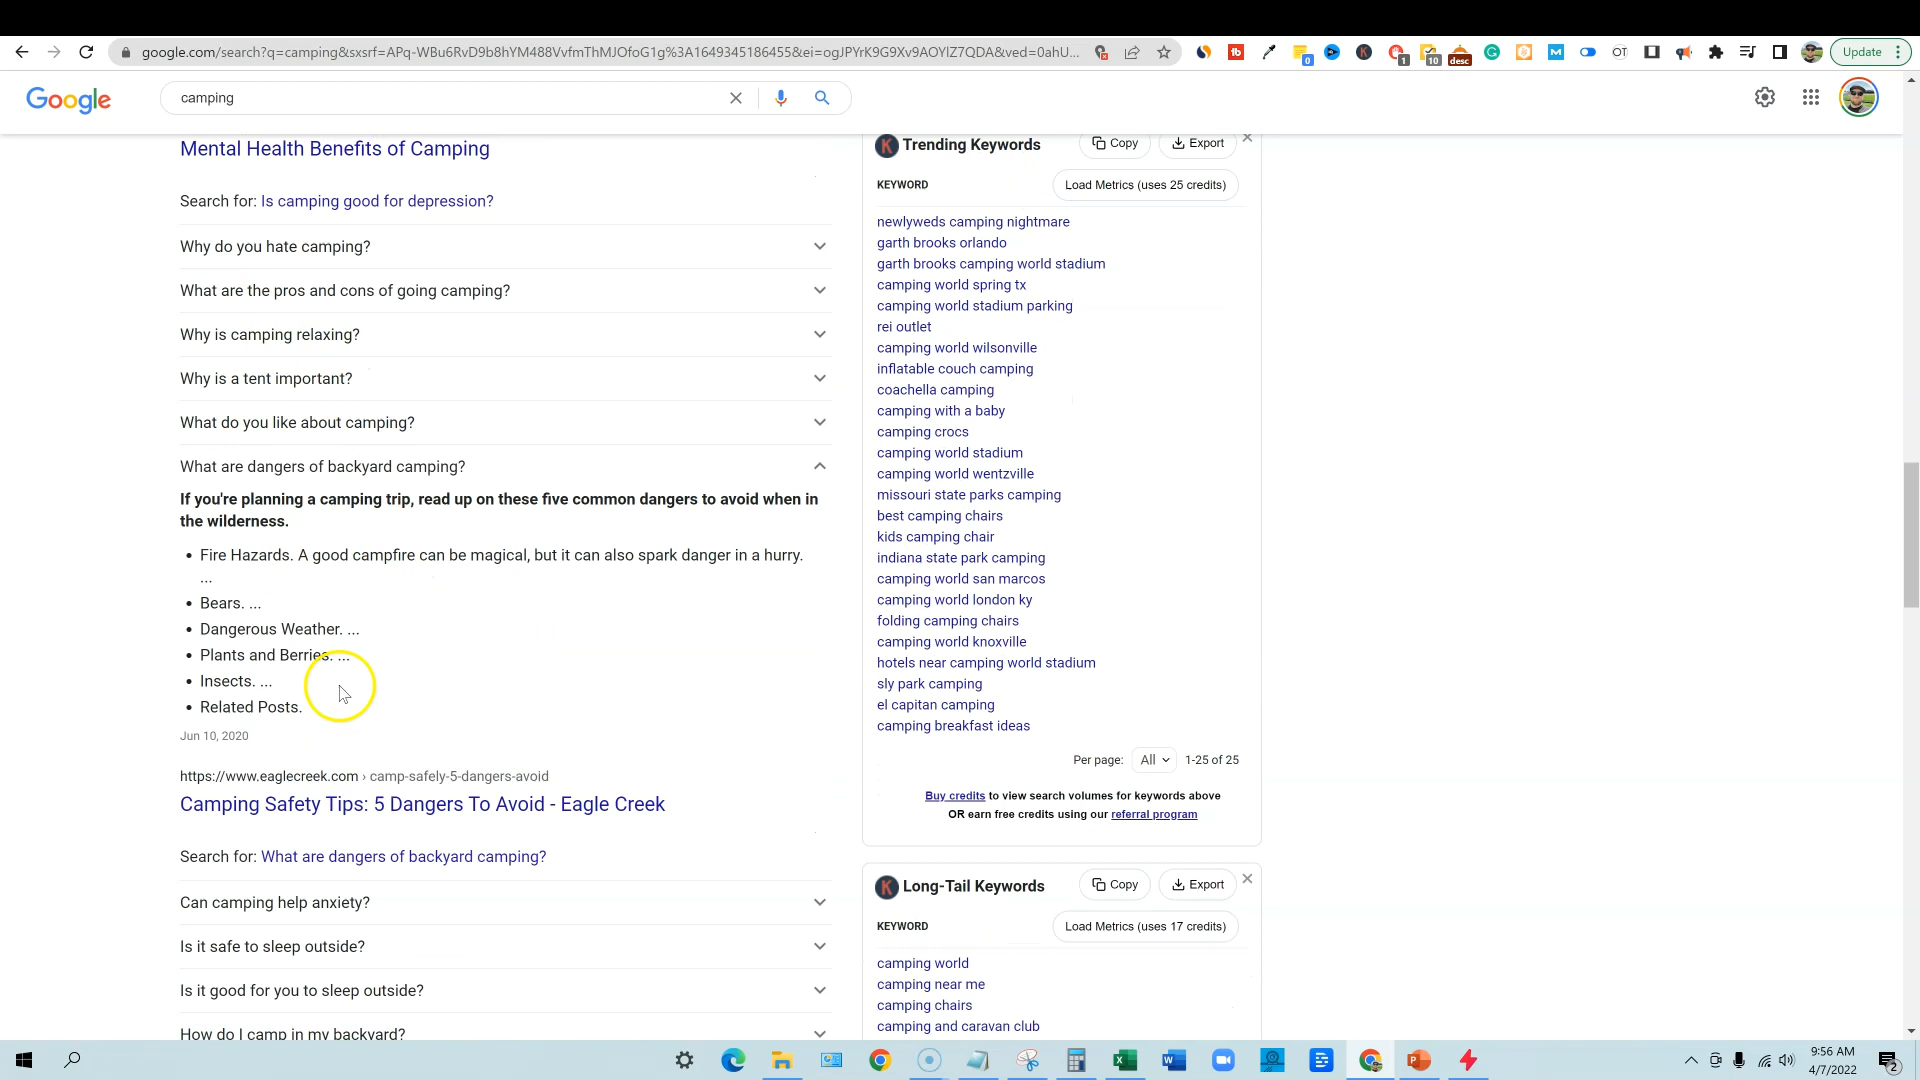 google.com/search?q=camping&sxsrf=APq-WBu6RvD9b8hYM488VvfmThMJOfoG1g%3A1649345186455&ei=ogJPYrK9G9Xv9AOYlZ7QDA&ved=0ahU...
Update
Google
camping
Mental Health Benefits of Camping
Search for: Is camping good for depression?
Why do you hate camping?
What are the pros and cons of going camping?
Why is camping relaxing?
Why is a tent important?
What do you like about camping?
What are dangers of backyard camping?
If you're planning a camping trip, read up on these five common dangers to avoid when in
the wilderness.
• Fire Hazards. A good campfire can be magical, but it can also spark danger in a hurry.
...
• Bears. ...
• Dangerous Weather. ...
• Plants and Berries. ...
• Insects. ...
• Related Posts.
Jun 10, 2020
https://www.eaglecreek.com › camp-safely-5-dangers-avoid
Camping Safety Tips: 5 Dangers To Avoid - Eagle Creek
Search for: What are dangers of backyard camping?
Can camping help anxiety?
Is it safe to sleep outside?
Is it good for you to sleep outside?
How do I camp in my backyard?
Trending Keywords
Copy
Export
KEYWORD
Load Metrics (uses 25 credits)
newlyweds camping nightmare
garth brooks orlando
garth brooks camping world stadium
camping world spring tx
camping world stadium parking
rei outlet
camping world wilsonville
inflatable couch camping
coachella camping
camping with a baby
camping crocs
camping world stadium
camping world wentzville
missouri state parks camping
best camping chairs
kids camping chair
indiana state park camping
camping world san marcos
camping world london ky
folding camping chairs
camping world knoxville
hotels near camping world stadium
sly park camping
el capitan camping
camping breakfast ideas
Per page: All 1-25 of 25
Buy credits to view search volumes for keywords above
OR earn free credits using our referral program
Long-Tail Keywords
Copy
Export
KEYWORD
Load Metrics (uses 17 credits)
camping world
camping near me
camping chairs
camping and caravan club
9:56 AM
4/7/2022